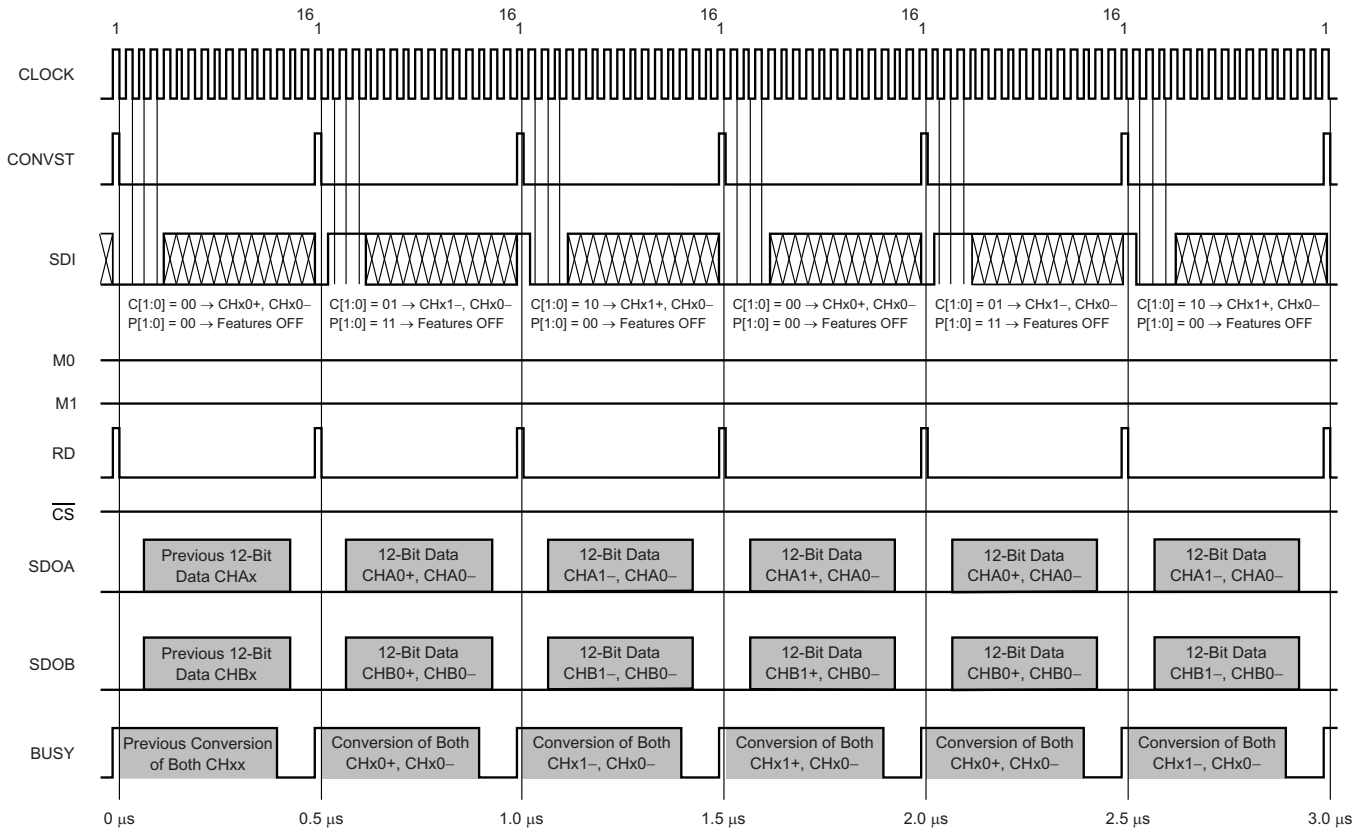 16 16 16 16 16
1 1 1 1 1 1 1
CLOCK
CONVST
SDI
C[1:0] = 00 → CHx0+, CHx0–
P[1:0] = 00 → Features OFF
C[1:0] = 01 → CHx1–, CHx0–
P[1:0] = 11 → Features OFF
C[1:0] = 10 → CHx1+, CHx0–
P[1:0] = 00 → Features OFF
C[1:0] = 00 → CHx0+, CHx0–
P[1:0] = 00 → Features OFF
C[1:0] = 01 → CHx1–, CHx0–
P[1:0] = 11 → Features OFF
C[1:0] = 10 → CHx1+, CHx0–
P[1:0] = 00 → Features OFF
M0
M1
RD
CS
SDOA
Previous 12-Bit
Data CHAx
12-Bit Data
CHA0+, CHA0–
12-Bit Data
CHA1–, CHA0–
12-Bit Data
CHA1+, CHA0–
12-Bit Data
CHA0+, CHA0–
12-Bit Data
CHA1–, CHA0–
SDOB
Previous 12-Bit
Data CHBx
12-Bit Data
CHB0+, CHB0–
12-Bit Data
CHB1–, CHB0–
12-Bit Data
CHB1+, CHB0–
12-Bit Data
CHB0+, CHB0–
12-Bit Data
CHB1–, CHB0–
BUSY
Previous Conversion
of Both CHxx
Conversion of Both
CHx0+, CHx0–
Conversion of Both
CHx1–, CHx0–
Conversion of Both
CHx1+, CHx0–
Conversion of Both
CHx0+, CHx0–
Conversion of Both
CHx1–, CHx0–
0 µs 0.5 µs 1.0 µs 1.5 µs 2.0 µs 2.5 µs 3.0 µs